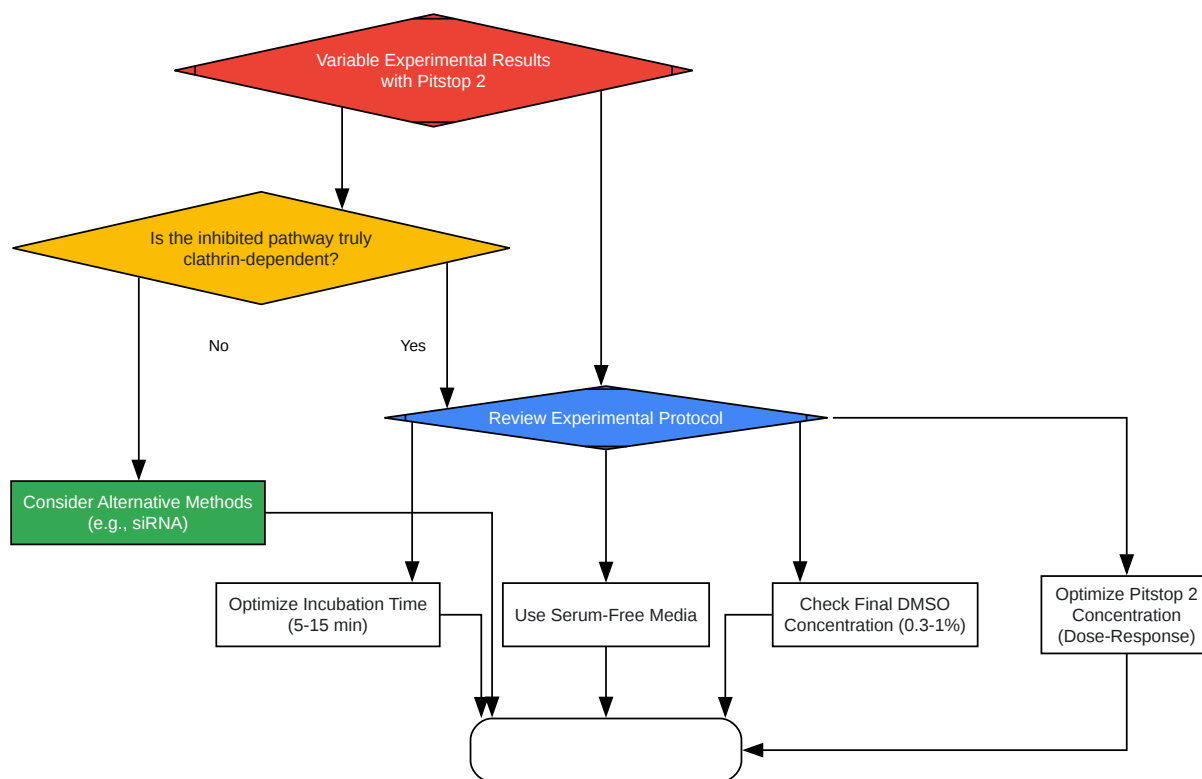 Variable Experimental Results
with Pitstop 2
Is the inhibited pathway truly
clathrin-dependent?
No
Yes
Review Experimental Protocol
Consider Alternative Methods
(e.g., siRNA)
Optimize Incubation Time
(5-15 min)
Use Serum-Free Media
Check Final DMSO
Concentration (0.3-1%)
Optimize Pitstop 2
Concentration
(Dose-Response)